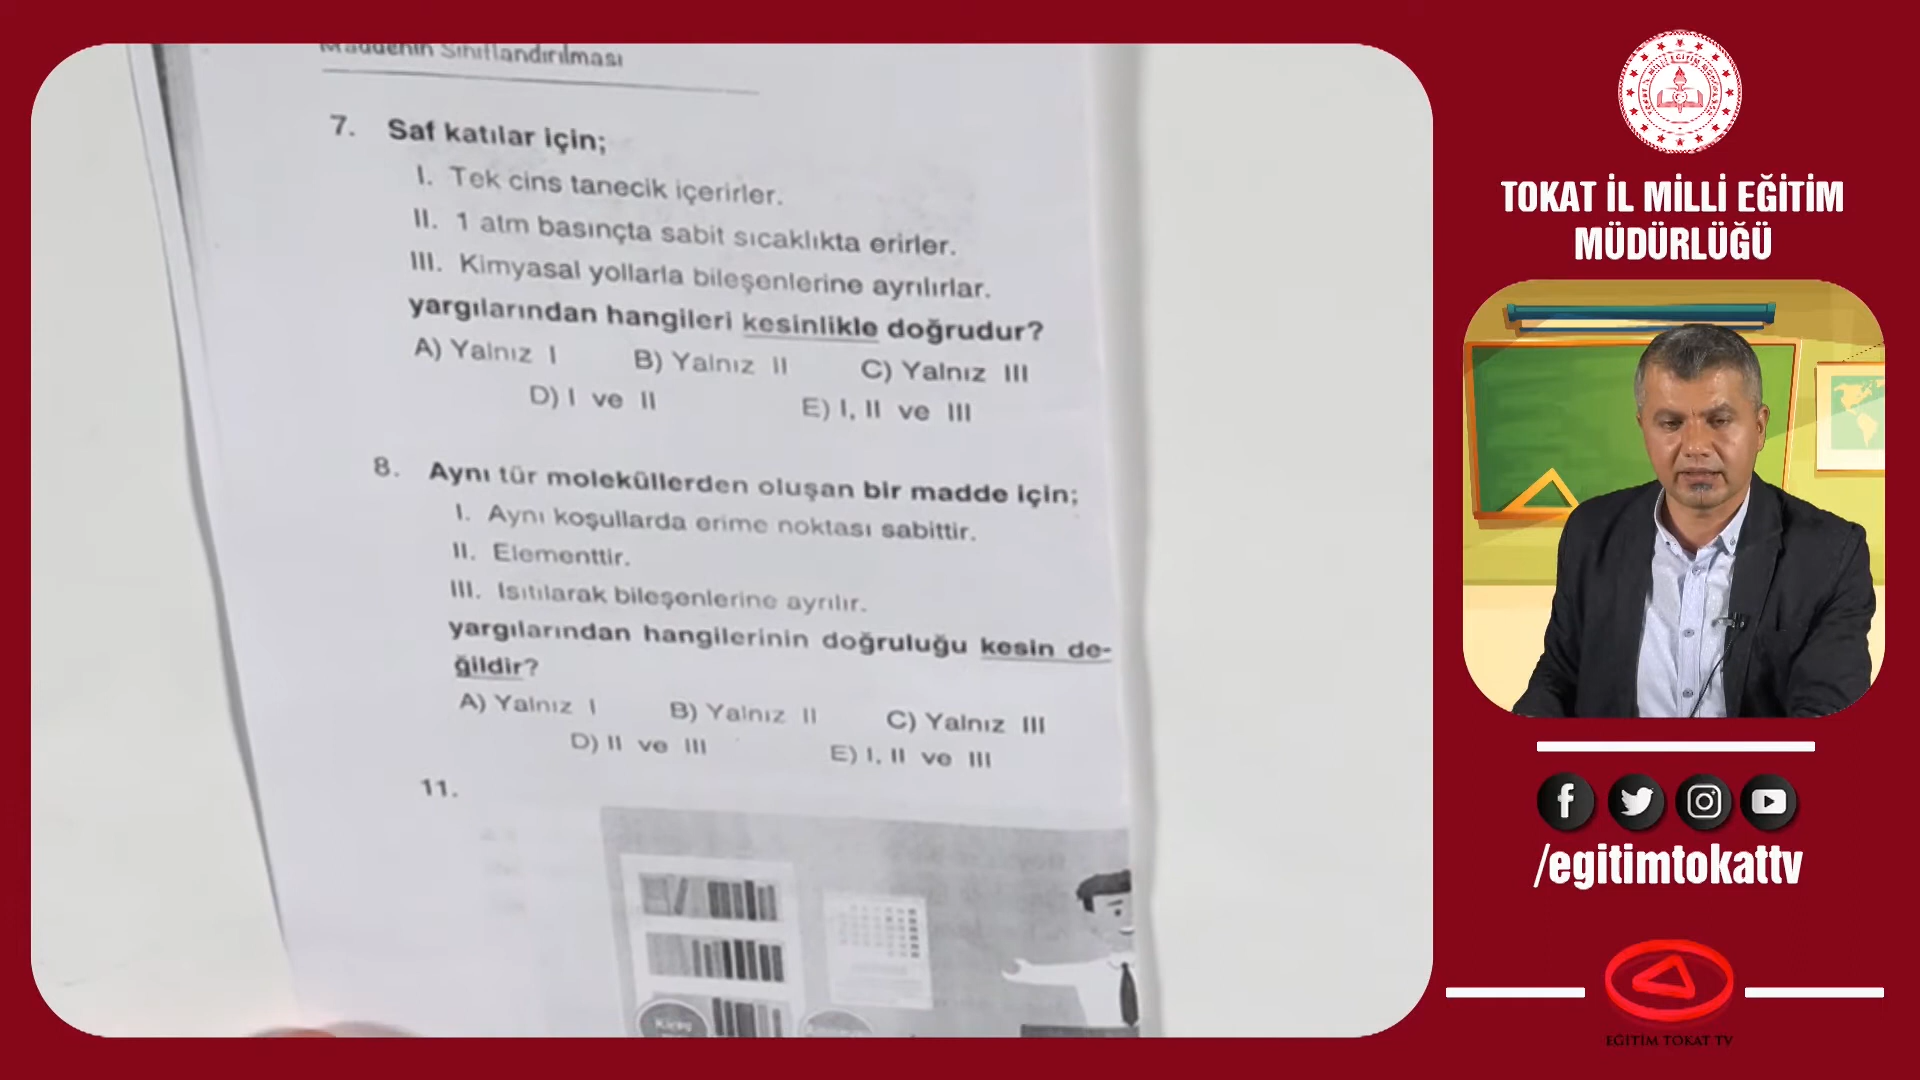 Maddenin Sınıflandırılması
7. Saf katılar için;
I. Tek cins tanecik içerirler.
II. 1 atm basınçta sabit sıcaklıkta erirler.
III. Kimyasal yollarla bileşenlerine ayrılırlar.
yargılarından hangileri kesinlikle doğrudur?
A) Yalnız I B) Yalnız II C) Yalnız III
D) I ve II E) I, II ve III
8. Aynı tür moleküllerden oluşan bir madde için;
I. Aynı koşullarda erime noktası sabittir.
II. Elementtir.
III. Isıtılarak bileşenlerine ayrılır.
yargılarından hangilerinin doğruluğu kesin de-
ğildir?
A) Yalnız I B) Yalnız II C) Yalnız III
D) II ve III E) I, II ve III
11.
TOKAT İL MİLLİ EĞİTİM
MÜDÜRLÜĞÜ
/egitimtokattv
EĞİTİM TOKAT TV